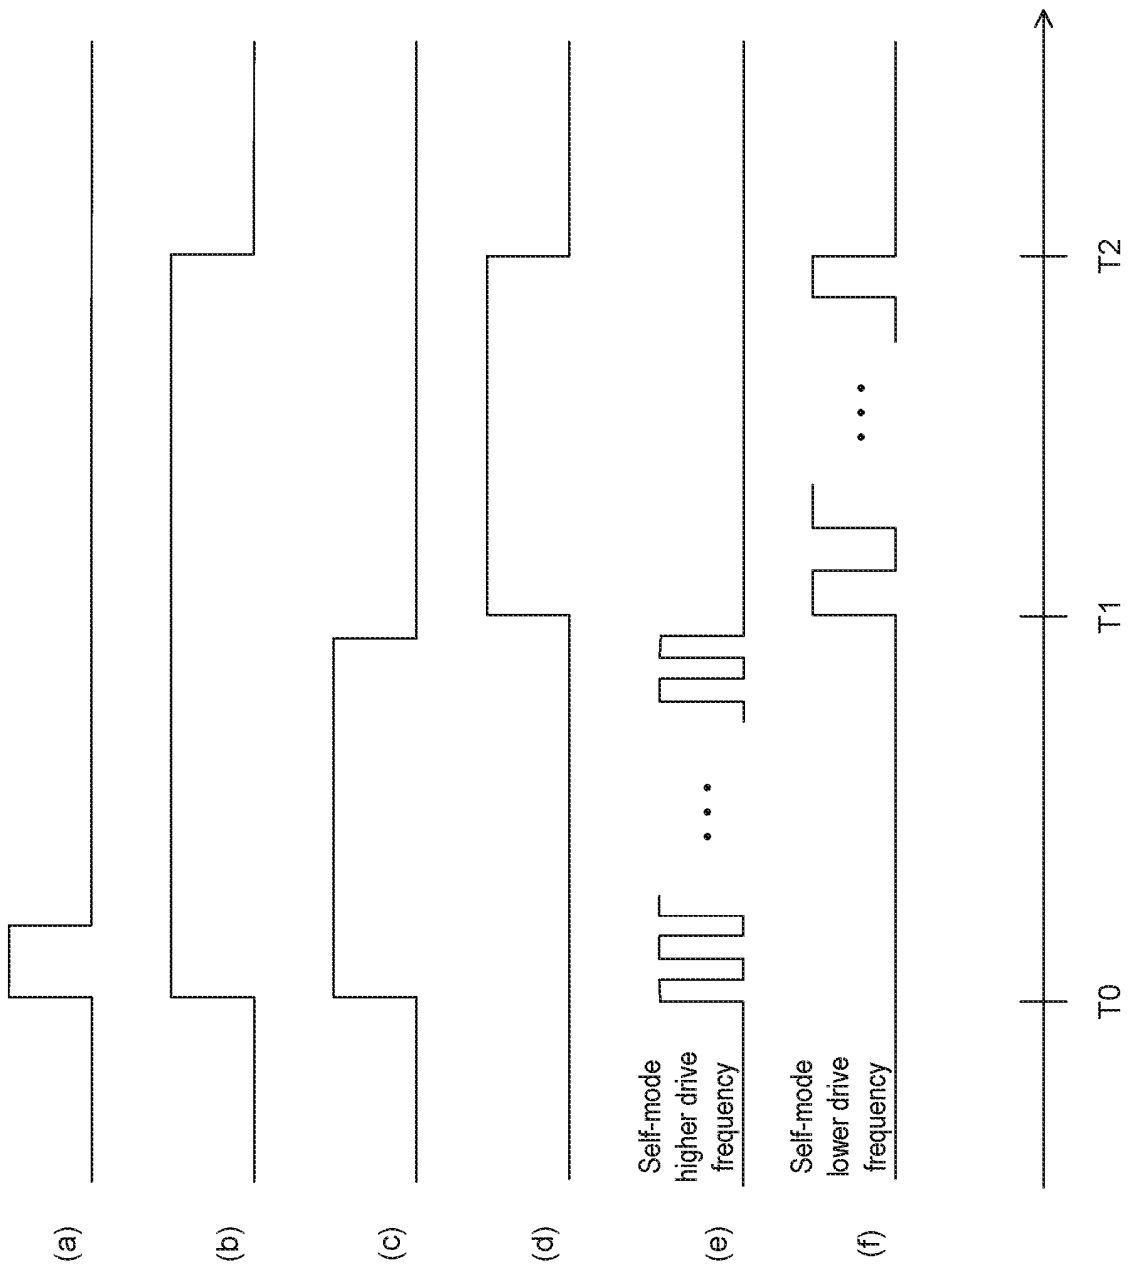 (a)
(b)
(c)
(d)
(e)
Self-mode
higher drive
frequency
(f)
Self-mode
lower drive
frequency
T0
T1
T2